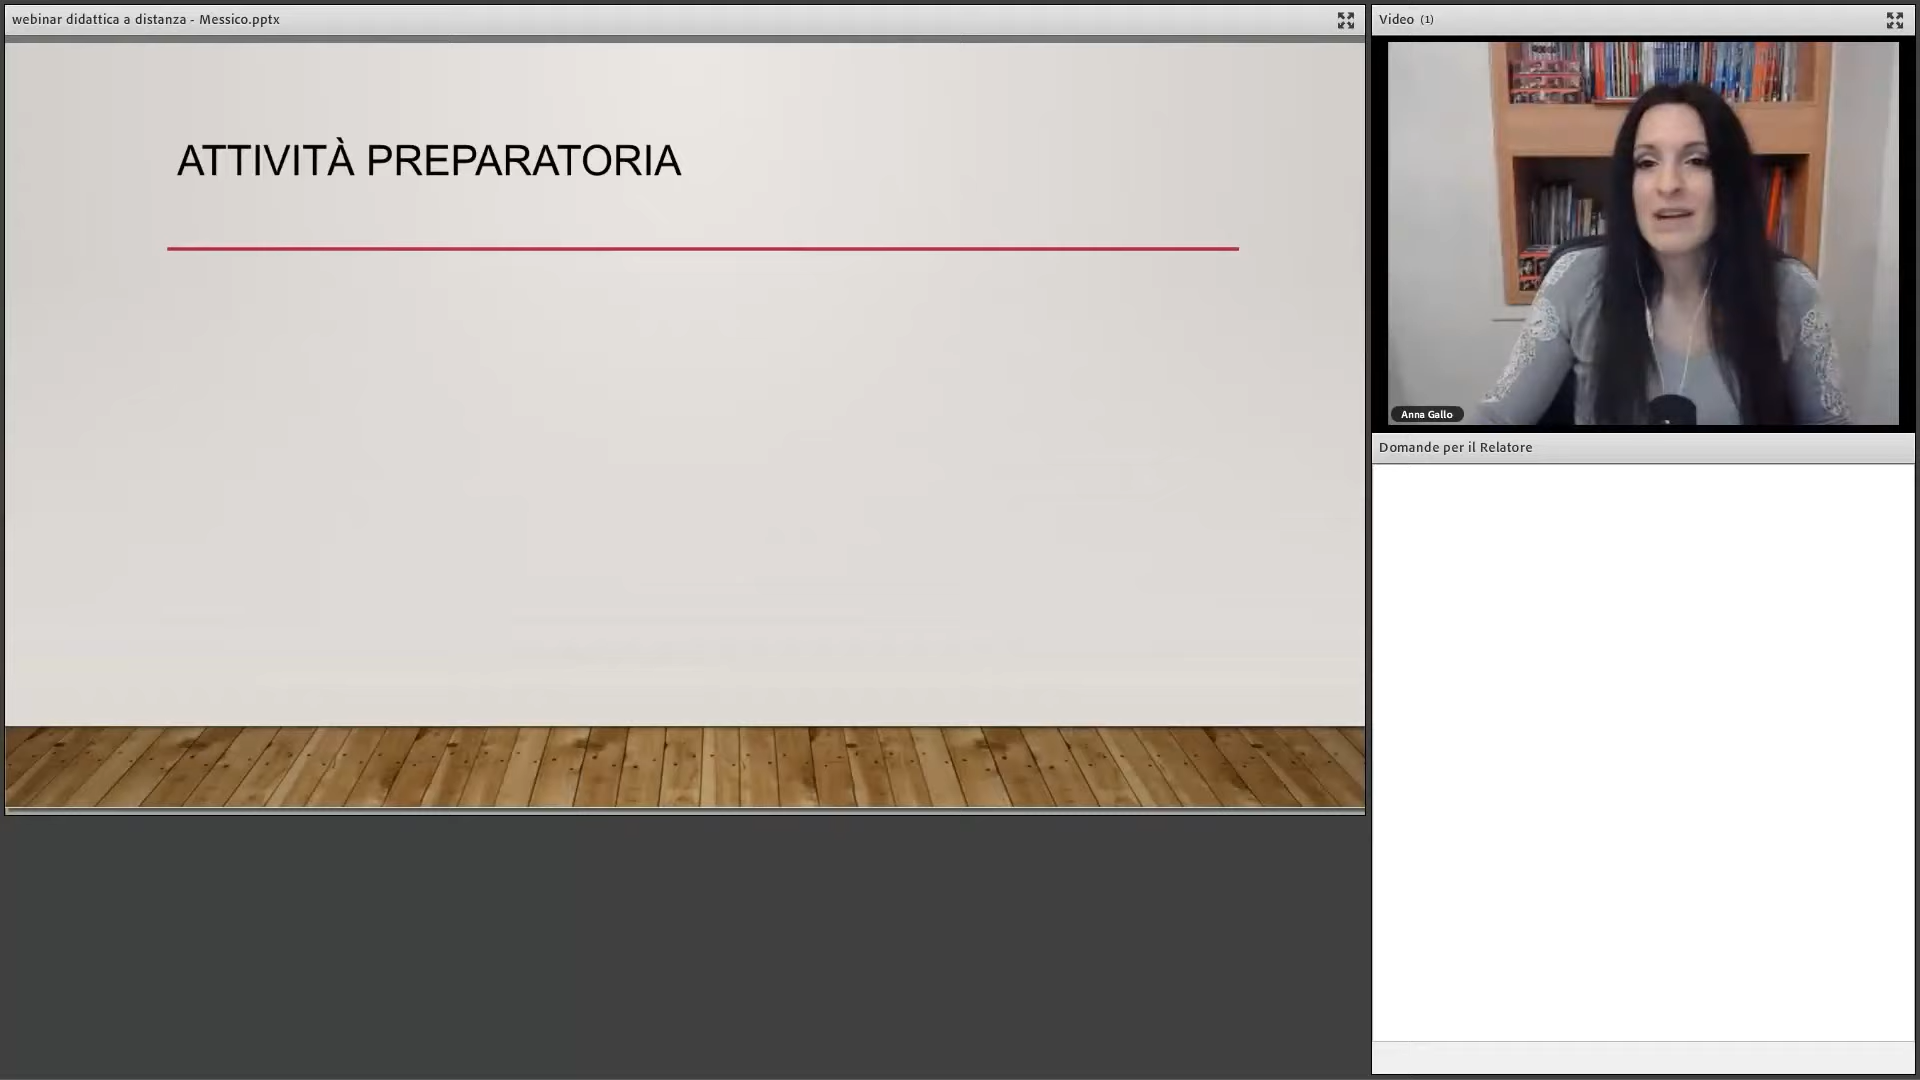 webinar didattica a distanza - Messico.pptx
ATTIVITÀ PREPARATORIA
Video (1)
Anna Gallo
Domande per il Relatore